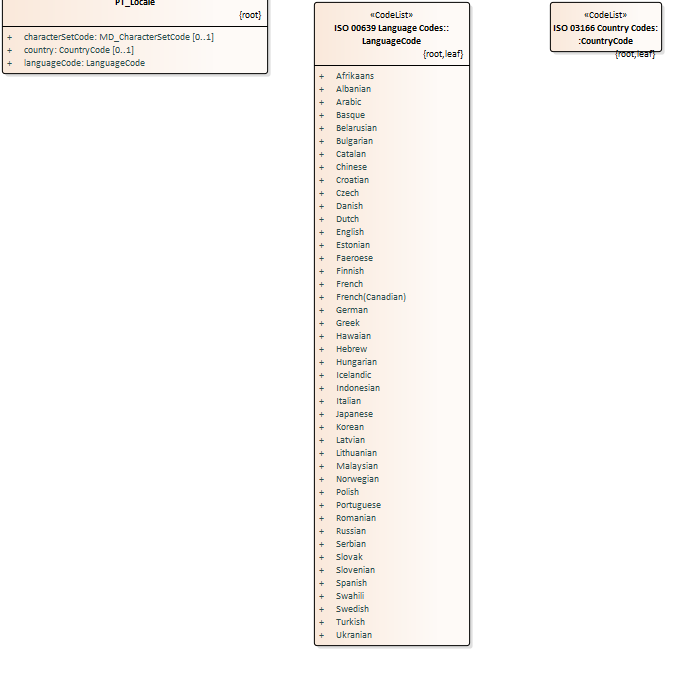 PT_Locale
{root}
+ characterSetCode: MD_CharacterSetCode [0..1]
+ country: CountryCode [0..1]
+ languageCode: LanguageCode
«CodeList»
ISO 00639 Language Codes::
LanguageCode
{root,leaf}
+ Afrikaans
+ Albanian
+ Arabic
+ Basque
+ Belarusian
+ Bulgarian
+ Catalan
+ Chinese
+ Croatian
+ Czech
+ Danish
+ Dutch
+ English
+ Estonian
+ Faeroese
+ Finnish
+ French
+ French(Canadian)
+ German
+ Greek
+ Hawaian
+ Hebrew
+ Hungarian
+ Icelandic
+ Indonesian
+ Italian
+ Japanese
+ Korean
+ Latvian
+ Lithuanian
+ Malaysian
+ Norwegian
+ Polish
+ Portuguese
+ Romanian
+ Russian
+ Serbian
+ Slovak
+ Slovenian
+ Spanish
+ Swahili
+ Swedish
+ Turkish
+ Ukranian
«CodeList»
ISO 03166 Country Codes:
:CountryCode
{root,leaf}